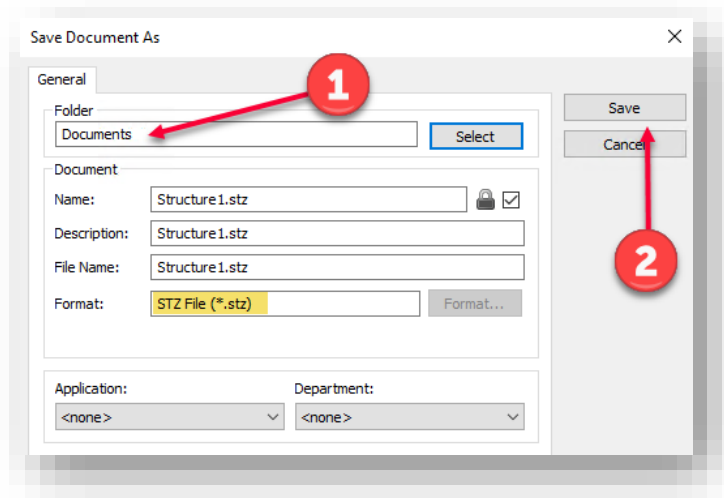 Save Document As
General
1
Folder
Documents
Select
Save
Cancel
Document
Name:
Structure1.stz
Description:
Structure1.stz
File Name:
Structure1.stz
2
Format:
STZ File (*.stz)
Format...
Application:
Department:
<none>
<none>